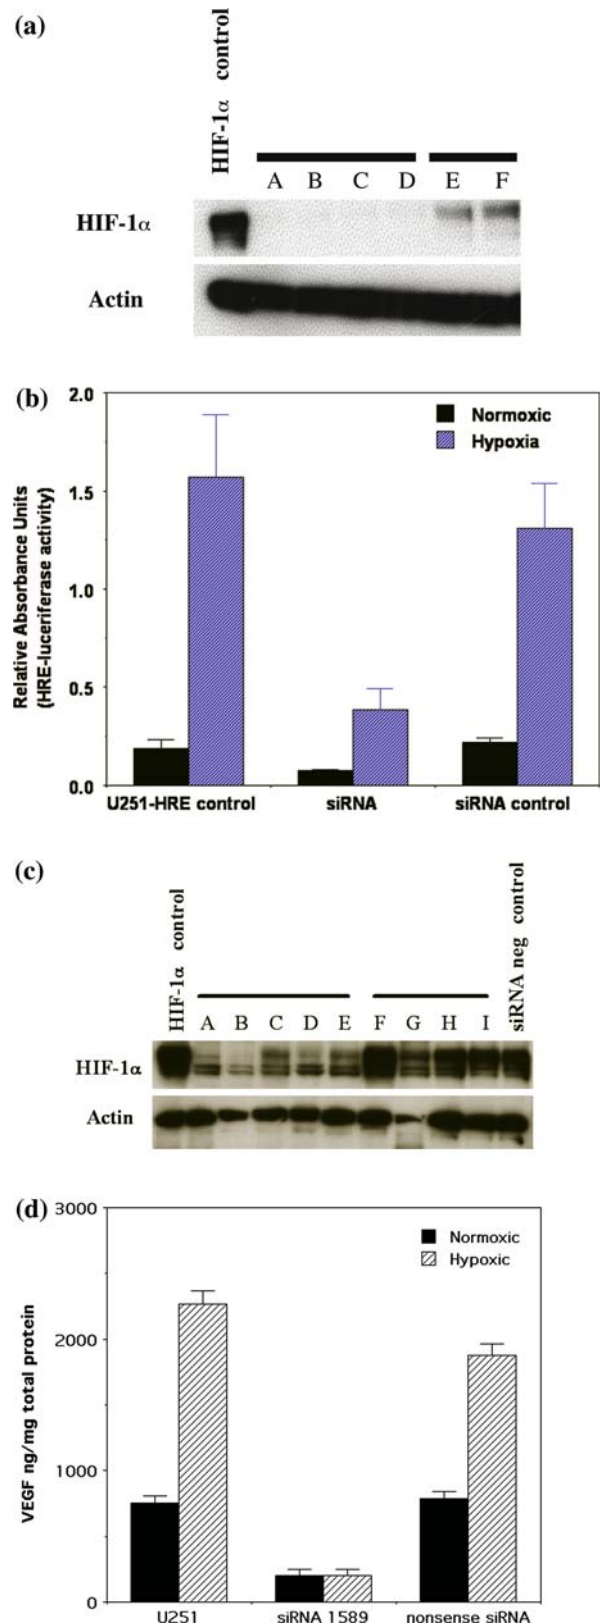 (a)
HIF-1α control
A B C D E F
HIF-1α
Actin
(b)
Relative Absorbance Units
(HRE-luciferase activity)
2.0
1.5
1.0
0.5
0.0
Normoxic
Hypoxia
U251-HRE control siRNA siRNA control
(c)
HIF-1α control
A B C D E F G H I
siRNA neg control
HIF-1α
Actin
(d)
VEGF ng/mg total protein
3000
2000
1000
0
Normoxic
Hypoxic
U251 siRNA 1589 nonsense siRNA